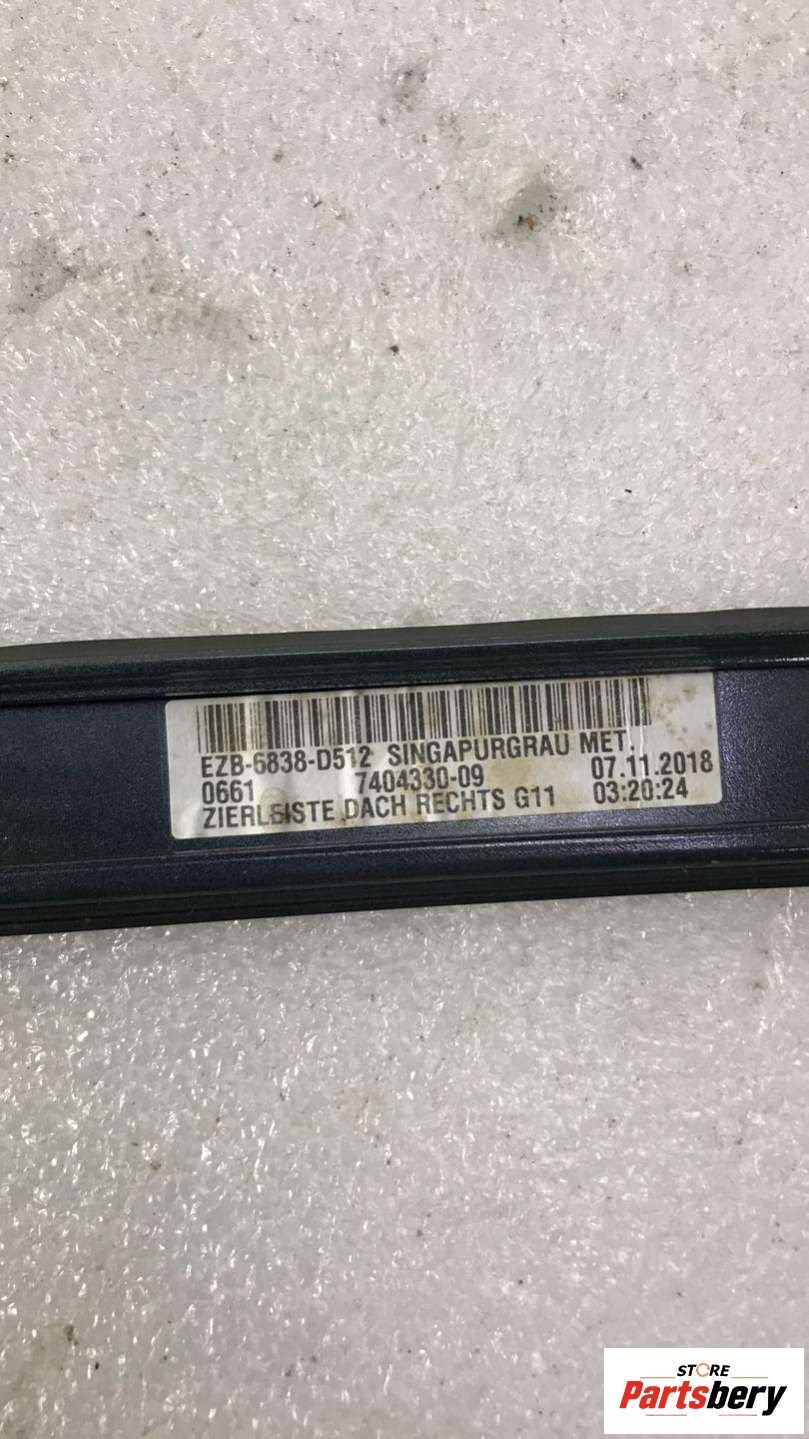 EZB-6838-D512 SINGAPURGRAU MET.
0661 7404330-09 07.11.2018
ZIERLEISTE DACH RECHTS G11 03:20:24
STORE
Partsbery